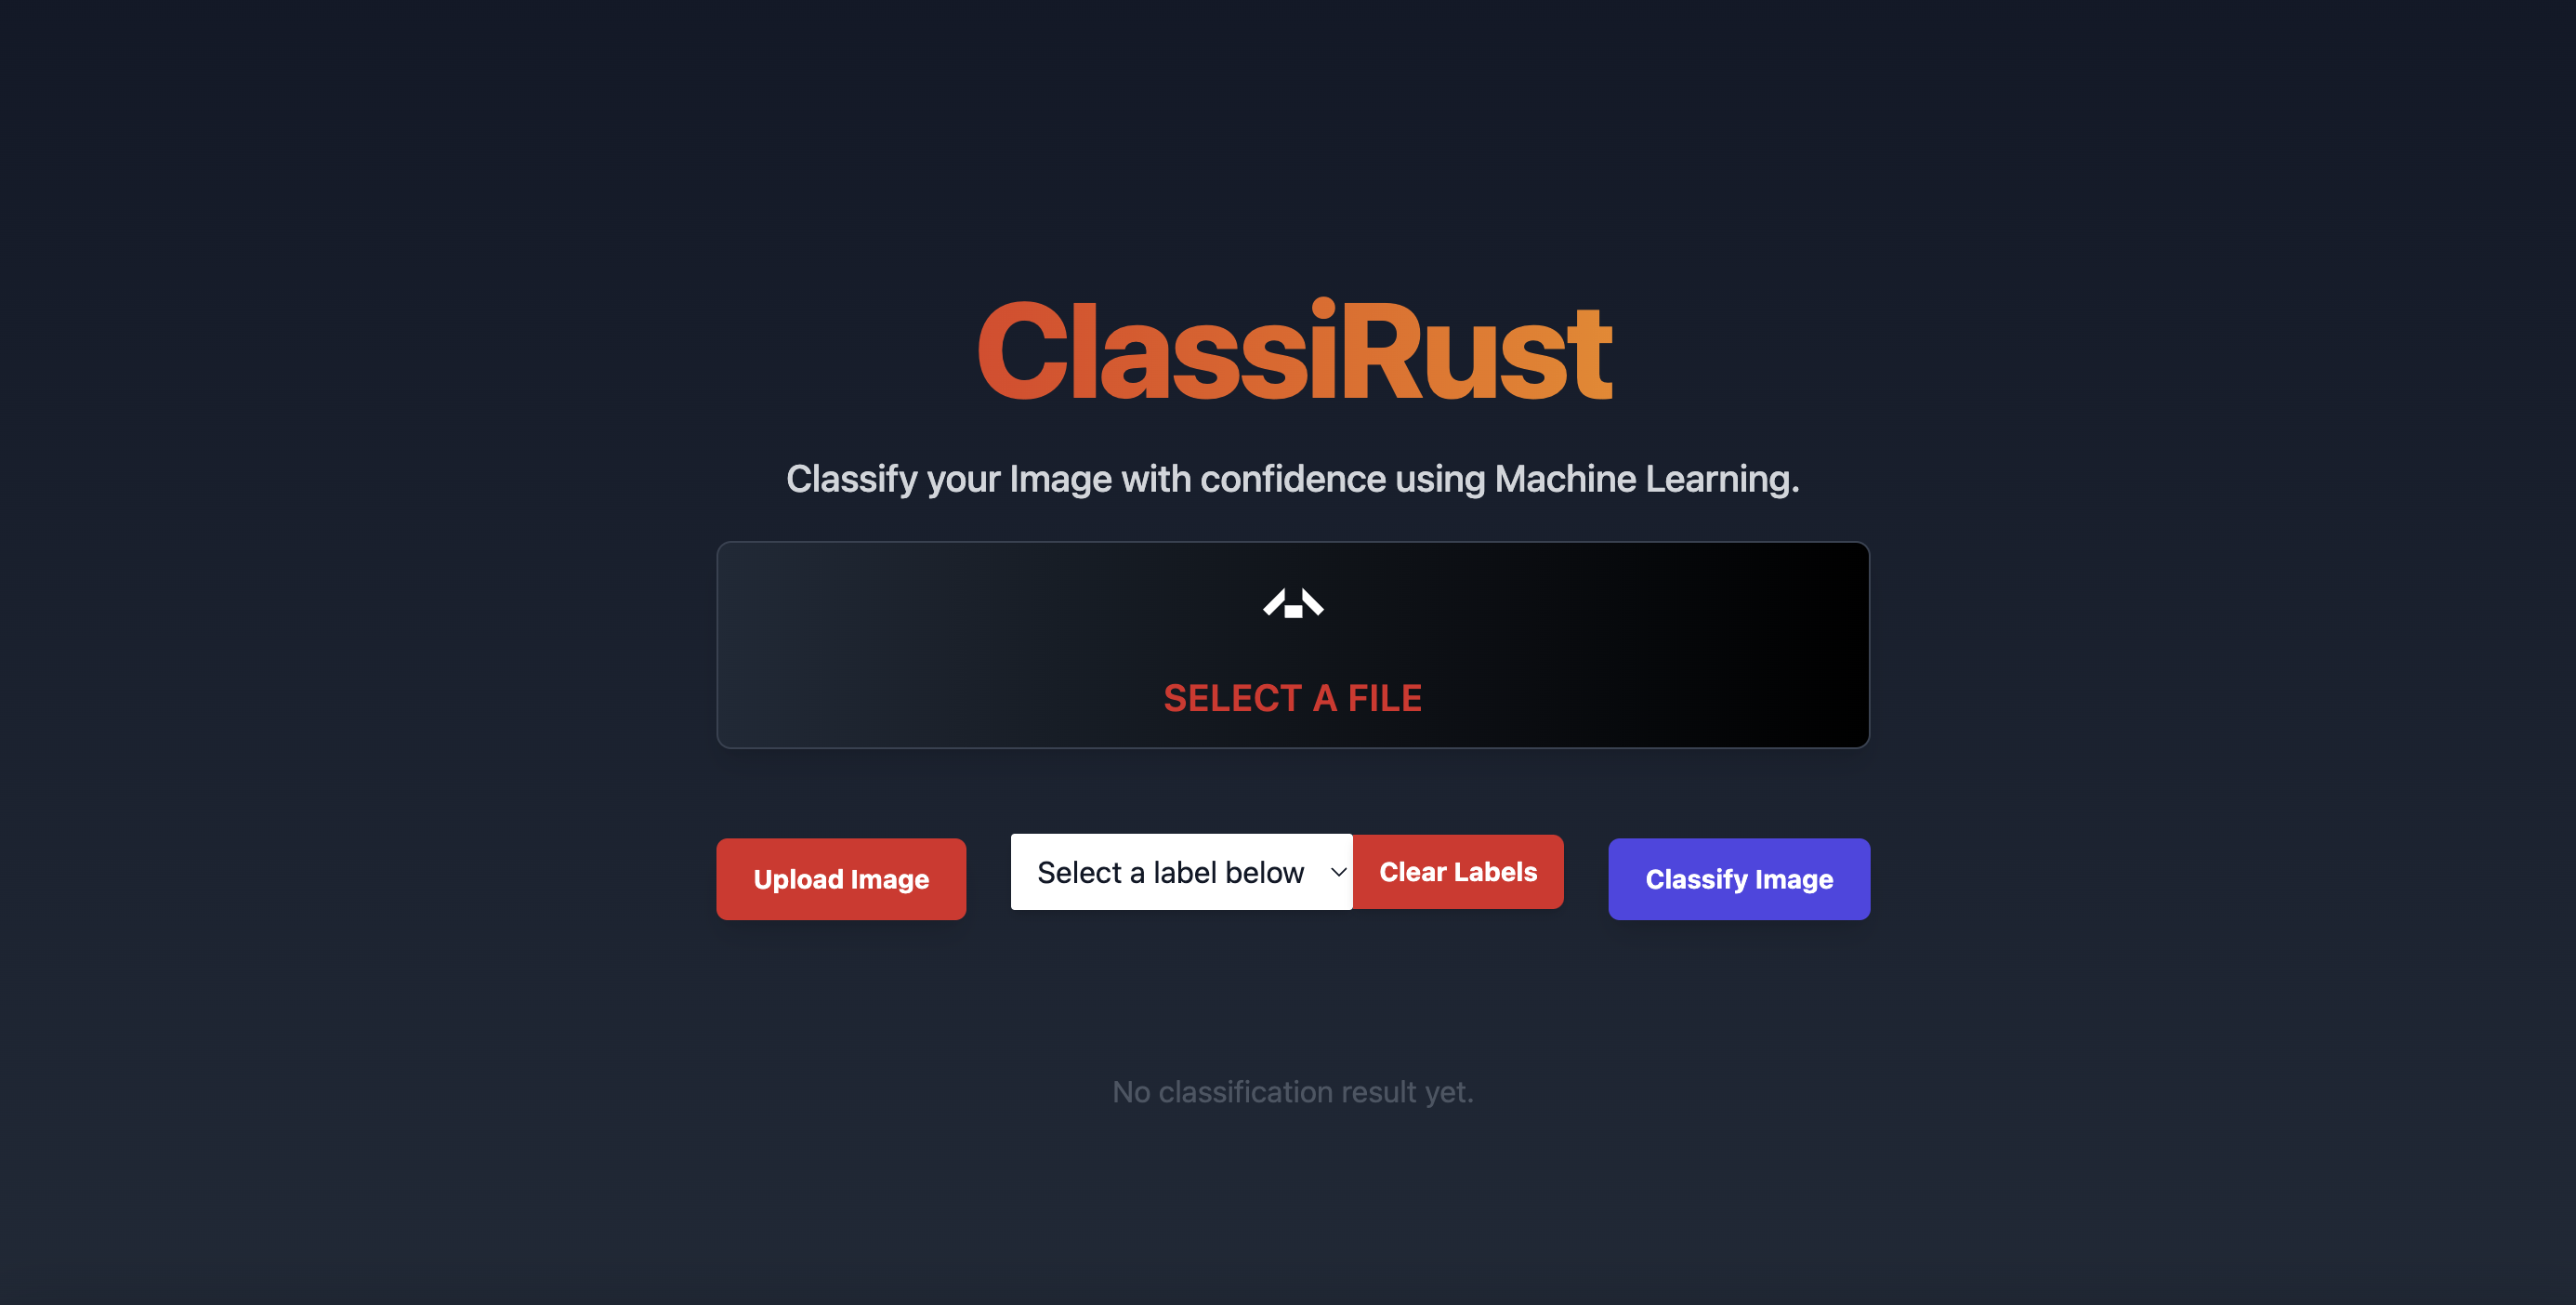 ClassiRust
Classify your Image with confidence using Machine Learning.
SELECT A FILE
Upload Image
Select a label below
Clear Labels
Classify Image
No classification result yet.